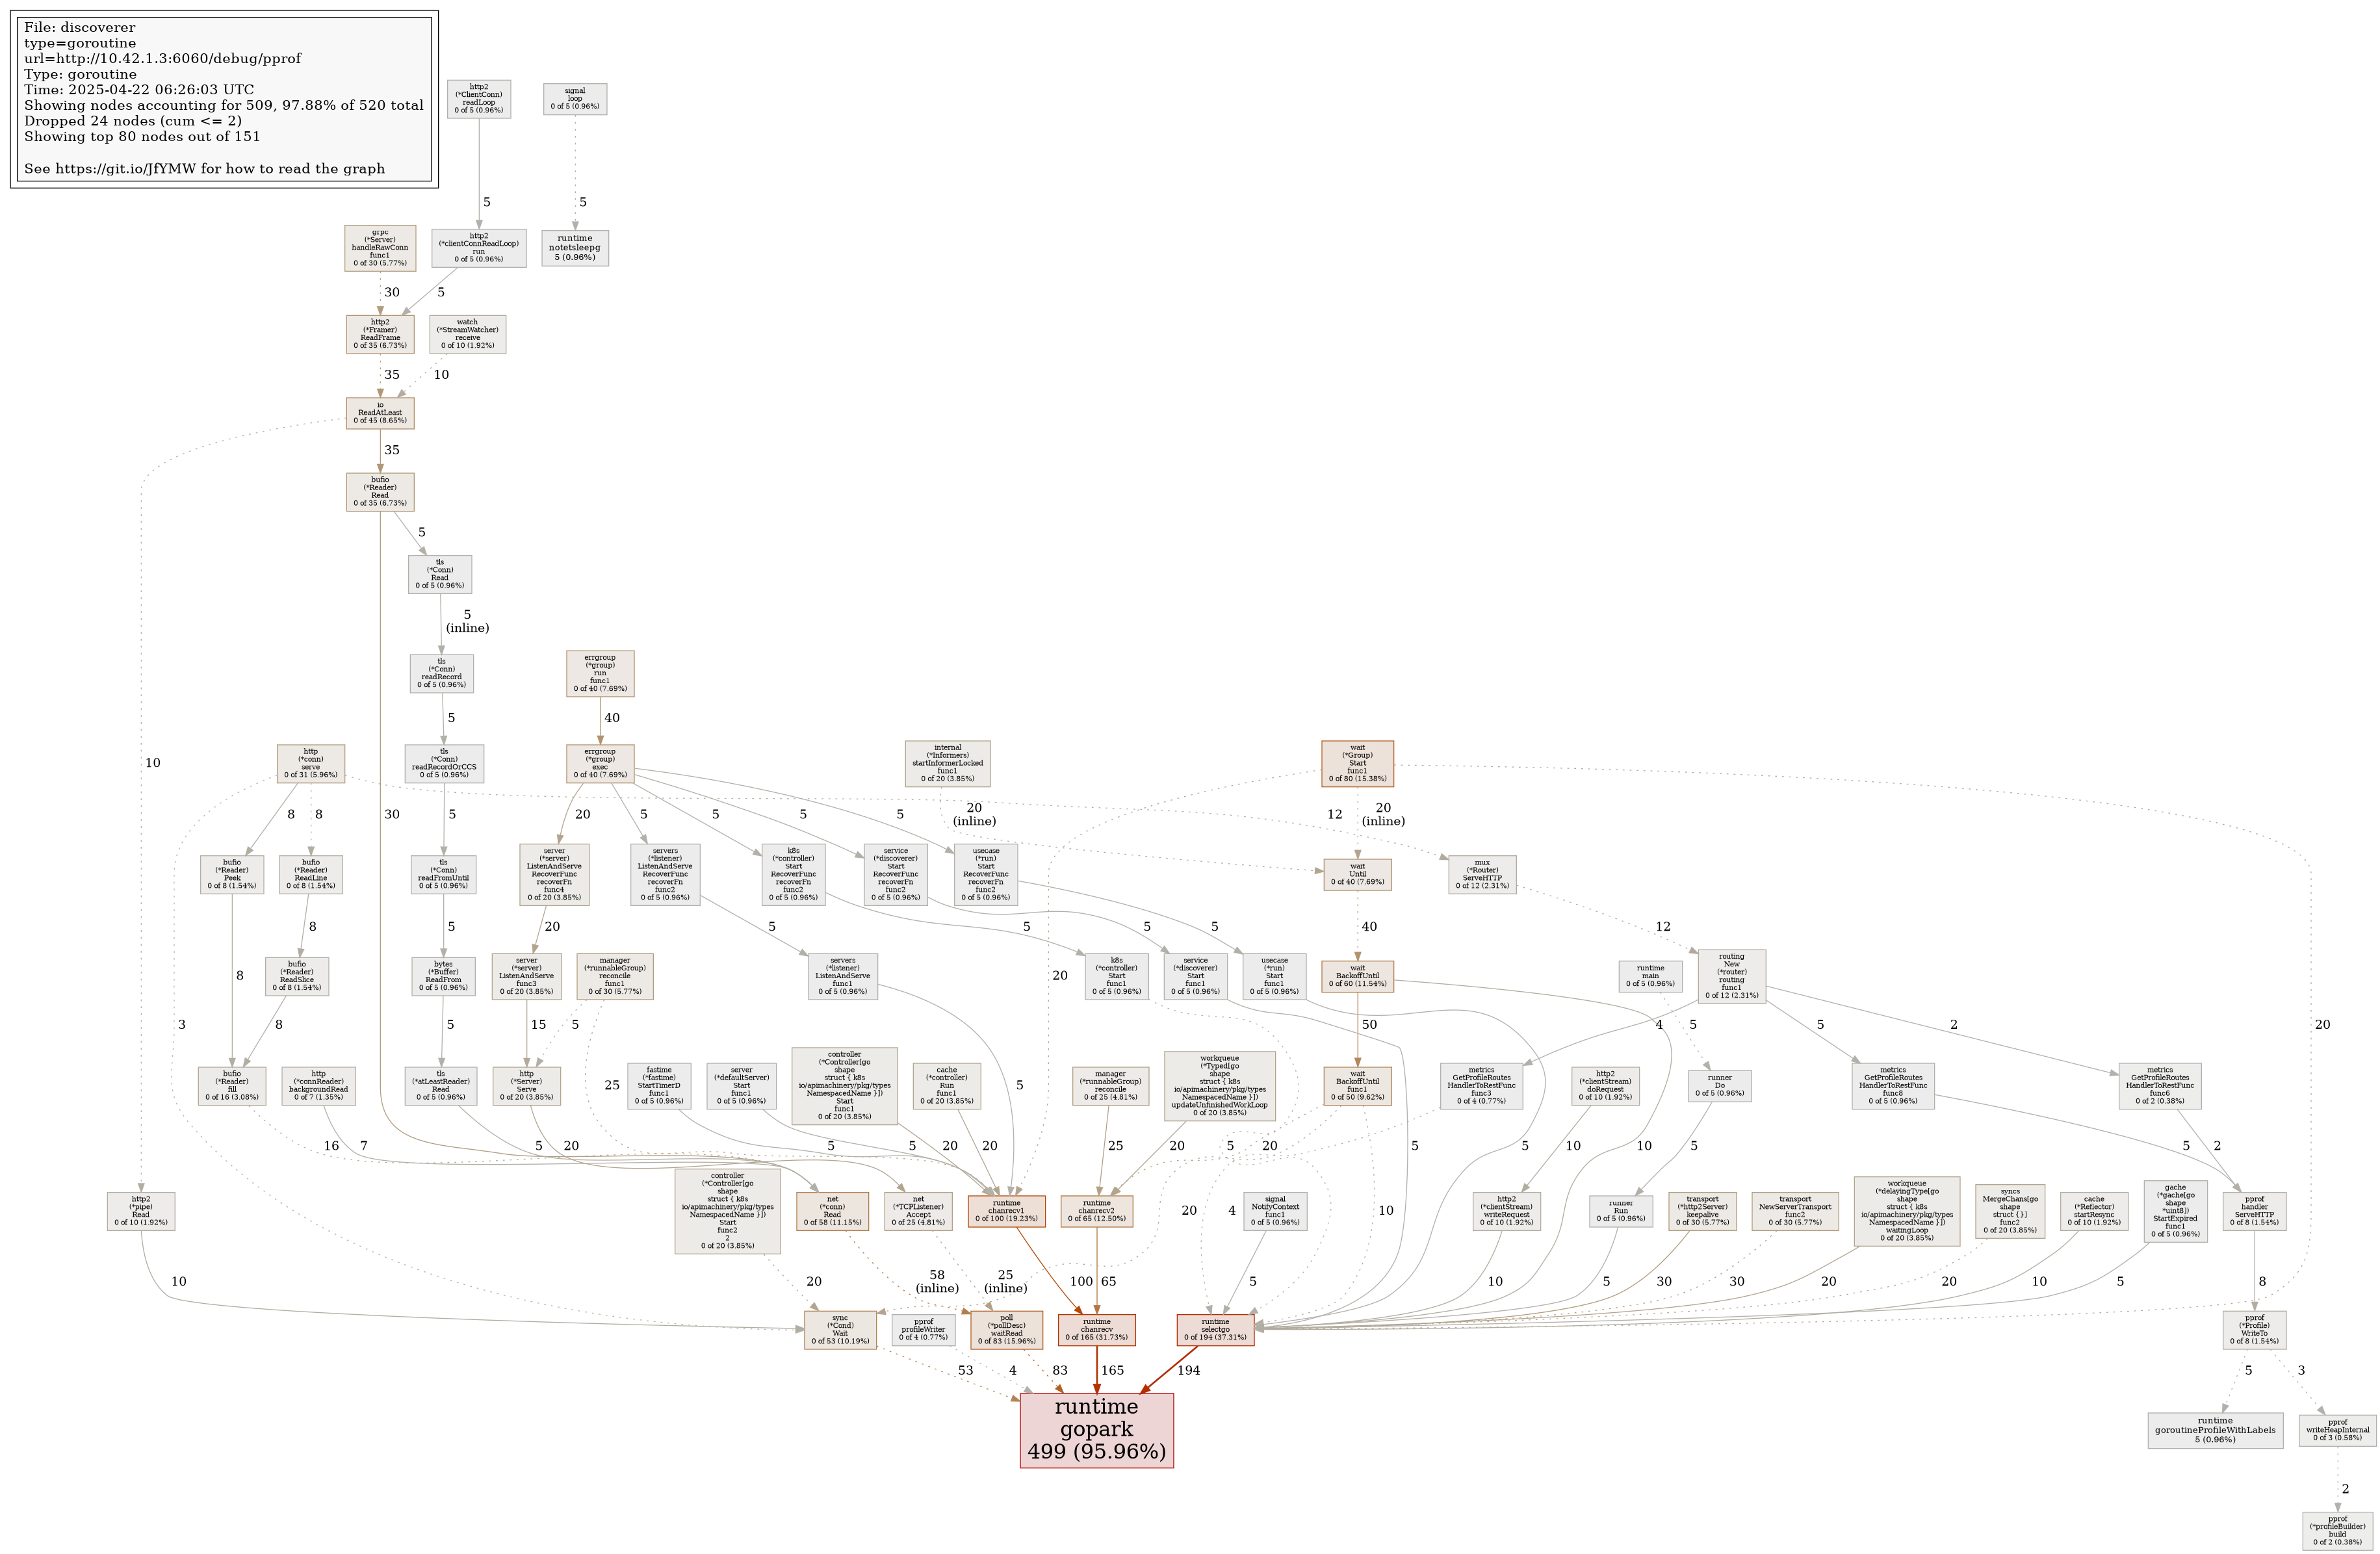 File: discoverer
type=goroutine
url=http://10.42.1.3:6060/debug/pprof
Type: goroutine
Time: 2025-04-22 06:26:03 UTC
Showing nodes accounting for 509, 97.88% of 520 total
Dropped 24 nodes (cum <= 2)
Showing top 80 nodes out of 151
See https://git.io/JfYMW for how to read the graph
http2
(*ClientConn)
readLoop
0 of 5 (0.96%)
signal
loop
0 of 5 (0.96%)
5
5
grpc
(*Server)
handleRawConn
func1
0 of 30 (5.77%)
http2
(*clientConnReadLoop)
run
0 of 5 (0.96%)
runtime
notetsleepg
5 (0.96%)
30
5
http2
(*Framer)
ReadFrame
0 of 35 (6.73%)
watch
(*StreamWatcher)
receive
0 of 10 (1.92%)
35
10
io
ReadAtLeast
0 of 45 (8.65%)
35
bufio
(*Reader)
Read
0 of 35 (6.73%)
5
tls
(*Conn)
Read
0 of 5 (0.96%)
5
(inline)
tls
(*Conn)
readRecord
0 of 5 (0.96%)
errgroup
(*group)
run
func1
0 of 40 (7.69%)
5
40
10
http
(*conn)
serve
0 of 31 (5.96%)
tls
(*Conn)
readRecordOrCCS
0 of 5 (0.96%)
errgroup
(*group)
exec
0 of 40 (7.69%)
internal
(*Informers)
startInformerLocked
func1
0 of 20 (3.85%)
wait
(*Group)
Start
func1
0 of 80 (15.38%)
8
8
30
5
20
5
5
5
5
20
(inline)
12
20
(inline)
bufio
(*Reader)
Peek
0 of 8 (1.54%)
bufio
(*Reader)
ReadLine
0 of 8 (1.54%)
tls
(*Conn)
readFromUntil
0 of 5 (0.96%)
server
(*server)
ListenAndServe
RecoverFunc
recoverFn
func4
0 of 20 (3.85%)
servers
(*listener)
ListenAndServe
RecoverFunc
recoverFn
func2
0 of 5 (0.96%)
k8s
(*controller)
Start
RecoverFunc
recoverFn
func2
0 of 5 (0.96%)
service
(*discoverer)
Start
RecoverFunc
recoverFn
func2
0 of 5 (0.96%)
usecase
(*run)
Start
RecoverFunc
recoverFn
func2
0 of 5 (0.96%)
wait
Until
0 of 40 (7.69%)
mux
(*Router)
ServeHTTP
0 of 12 (2.31%)
8
5
20
5
5
5
5
40
12
bufio
(*Reader)
ReadSlice
0 of 8 (1.54%)
bytes
(*Buffer)
ReadFrom
0 of 5 (0.96%)
server
(*server)
ListenAndServe
func3
0 of 20 (3.85%)
manager
(*runnableGroup)
reconcile
func1
0 of 30 (5.77%)
servers
(*listener)
ListenAndServe
func1
0 of 5 (0.96%)
k8s
(*controller)
Start
func1
0 of 5 (0.96%)
service
(*discoverer)
Start
func1
0 of 5 (0.96%)
usecase
(*run)
Start
func1
0 of 5 (0.96%)
wait
BackoffUntil
0 of 60 (11.54%)
runtime
main
0 of 5 (0.96%)
routing
New
(*router)
routing
func1
0 of 12 (2.31%)
8
20
3
8
5
15
5
50
5
4
5
2
20
bufio
(*Reader)
fill
0 of 16 (3.08%)
http
(*connReader)
backgroundRead
0 of 7 (1.35%)
tls
(*atLeastReader)
Read
0 of 5 (0.96%)
http
(*Server)
Serve
0 of 20 (3.85%)
25
fastime
(*fastime)
StartTimerD
func1
0 of 5 (0.96%)
server
(*defaultServer)
Start
func1
0 of 5 (0.96%)
controller
(*Controller[go
shape
struct { k8s
io/apimachinery/pkg/types
NamespacedName }])
Start
func1
0 of 20 (3.85%)
cache
(*controller)
Run
func1
0 of 20 (3.85%)
5
manager
(*runnableGroup)
reconcile
0 of 25 (4.81%)
workqueue
(*Typed[go
shape
struct { k8s
io/apimachinery/pkg/types
NamespacedName }])
updateUnfinishedWorkLoop
0 of 20 (3.85%)
wait
BackoffUntil
func1
0 of 50 (9.62%)
metrics
GetProfileRoutes
HandlerToRestFunc
func3
0 of 4 (0.77%)
http2
(*clientStream)
doRequest
0 of 10 (1.92%)
runner
Do
0 of 5 (0.96%)
metrics
GetProfileRoutes
HandlerToRestFunc
func8
0 of 5 (0.96%)
metrics
GetProfileRoutes
HandlerToRestFunc
func6
0 of 2 (0.38%)
16
7
5
20
5
5
20
20
25
20
5
20
5
5
10
10
5
5
2
http2
(*pipe)
Read
0 of 10 (1.92%)
controller
(*Controller[go
shape
struct { k8s
io/apimachinery/pkg/types
NamespacedName }])
Start
func2
2
0 of 20 (3.85%)
net
(*conn)
Read
0 of 58 (11.15%)
net
(*TCPListener)
Accept
0 of 25 (4.81%)
runtime
chanrecv1
0 of 100 (19.23%)
runtime
chanrecv2
0 of 65 (12.50%)
20
4
signal
NotifyContext
func1
0 of 5 (0.96%)
10
http2
(*clientStream)
writeRequest
0 of 10 (1.92%)
runner
Run
0 of 5 (0.96%)
transport
(*http2Server)
keepalive
0 of 30 (5.77%)
transport
NewServerTransport
func2
0 of 30 (5.77%)
workqueue
(*delayingType[go
shape
struct { k8s
io/apimachinery/pkg/types
NamespacedName }])
waitingLoop
0 of 20 (3.85%)
syncs
MergeChans[go
shape
struct {}]
func2
0 of 20 (3.85%)
cache
(*Reflector)
startResync
0 of 10 (1.92%)
gache
(*gache[go
shape
*uint8])
StartExpired
func1
0 of 5 (0.96%)
pprof
handler
ServeHTTP
0 of 8 (1.54%)
10
20
58
(inline)
25
(inline)
100
65
5
10
5
30
30
20
20
10
5
8
sync
(*Cond)
Wait
0 of 53 (10.19%)
pprof
profileWriter
0 of 4 (0.77%)
poll
(*pollDesc)
waitRead
0 of 83 (15.96%)
runtime
chanrecv
0 of 165 (31.73%)
runtime
selectgo
0 of 194 (37.31%)
pprof
(*Profile)
WriteTo
0 of 8 (1.54%)
53
4
83
165
194
5
3
runtime
gopark
499 (95.96%)
runtime
goroutineProfileWithLabels
5 (0.96%)
pprof
writeHeapInternal
0 of 3 (0.58%)
2
pprof
(*profileBuilder)
build
0 of 2 (0.38%)